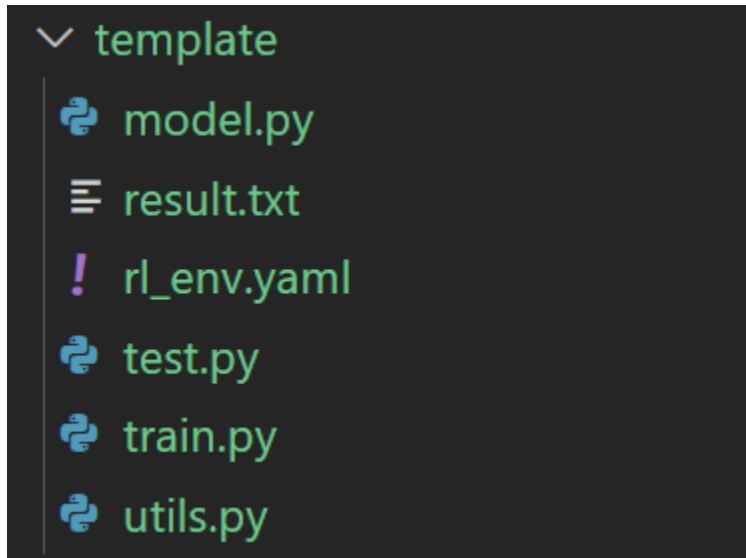 template
model.py
result.txt
! rl_env.yaml
test.py
train.py
utils.py